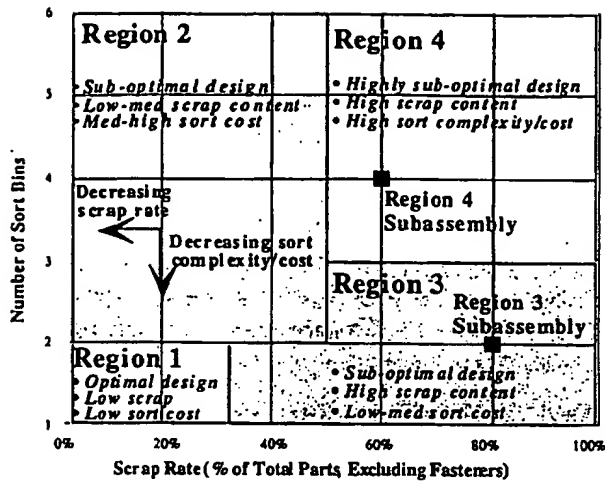 6
Region 2
Region 4
• Sub-optimal design
• Low-med scrap content
• Med-high sort cost
• Highly sub-optimal design
• High scrap content
• High sort complexity/cost
5
4
Decreasing
scrap rate
Region 4
Subassembly
Decreasing sort
complexity/cost
3
Region 3
Region 3
Subassembly
2
Region 1
• Optimal design
• Low scrap
• Low sort cost
• Sub-optimal design
• High scrap content
• Low-med sort cost
1
0%
20%
40%
60%
80%
100%
Number of Sort Bins
Scrap Rate (% of Total Parts, Excluding Fasteners)